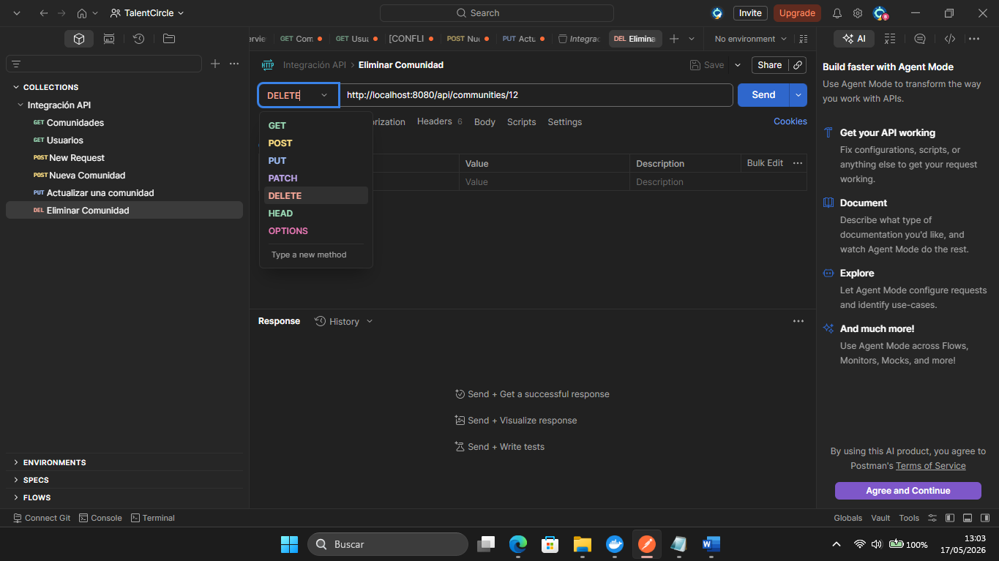 TalentCircle
Search
Invite
Upgrade
ervie
GET Com
GET Usua
[CONFLI
POST Nue
PUT Actu
Integrac
DEL Elimina
No environment
AI
COLLECTIONS
Integración API
GET Comunidades
GET Usuarios
POST New Request
POST Nueva Comunidad
PUT Actualizar una comunidad
DEL Eliminar Comunidad
ENVIRONMENTS
SPECS
FLOWS
HTTP
Integración API > Eliminar Comunidad
Save
Share
DELETE
http://localhost:8080/api/communities/12
Send
orization
Headers 6
Body
Scripts
Settings
Cookies
GET
POST
PUT
PATCH
DELETE
HEAD
OPTIONS
Type a new method
Value
Description
Bulk Edit
Value
Description
Response
History
Send + Get a successful response
Send + Visualize response
Send + Write tests
Build faster with Agent Mode
Use Agent Mode to transform the way
you work with APIs.
Get your API working
Fix configurations, scripts, or
anything else to get your request
working.
Document
Describe what type of
documentation you'd like, and
watch Agent Mode do the rest.
Explore
Let Agent Mode configure requests
and identify use-cases.
And much more!
Use Agent Mode across Flows,
Monitors, Mocks, and more!
By using this AI product, you agree to
Postman's Terms of Service
Agree and Continue
Connect Git
Console
Terminal
Globals
Vault
Tools
Buscar
100%
13:03
17/05/2026